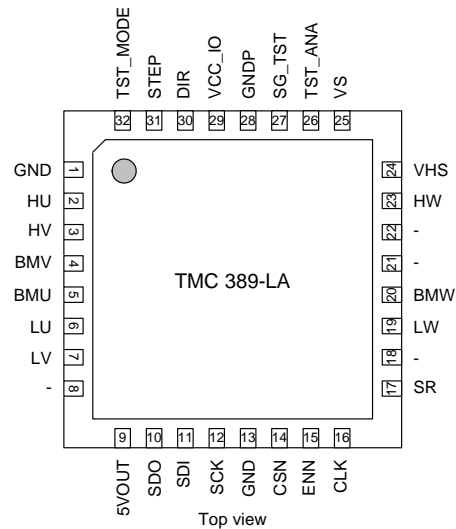 TST_MODE STEP DIR VCC_IO GNDP SG_TST TST_ANA VS
32 31 30 29 28 27 26 25
GND 1
HU 2
HV 3
BMV 4
BMU 5
LU 6
LV 7
- 8
TMC 389-LA
24 VHS
23 HW
22 -
21 -
20 BMW
19 LW
18 -
17 SR
9 10 11 12 13 14 15 16
5VOUT SDO SDI SCK GND CSN ENN CLK
Top view